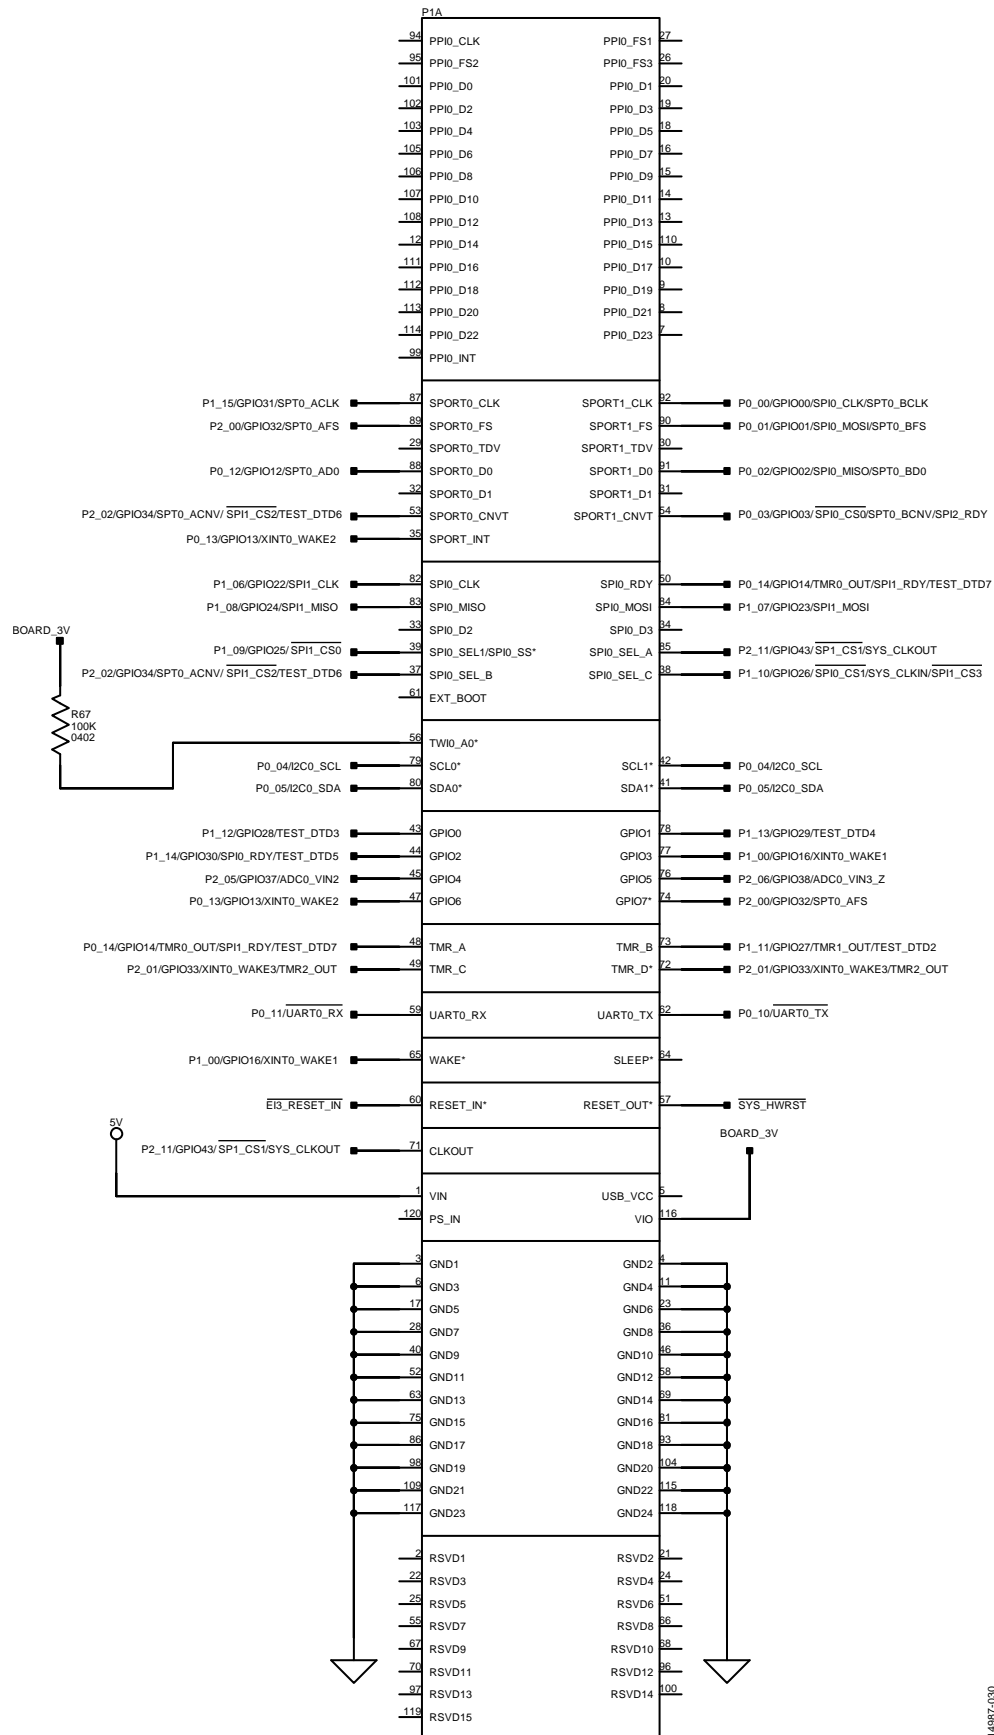 P1A
94 PPI0_CLK PPI0_FS1 27
95 PPI0_FS2 PPI0_FS3 26
101 PPI0_D0 PPI0_D1 20
102 PPI0_D2 PPI0_D3 19
103 PPI0_D4 PPI0_D5 18
105 PPI0_D6 PPI0_D7 16
106 PPI0_D8 PPI0_D9 15
107 PPI0_D10 PPI0_D11 14
108 PPI0_D12 PPI0_D13 13
12 PPI0_D14 PPI0_D15 110
111 PPI0_D16 PPI0_D17 10
112 PPI0_D18 PPI0_D19 9
113 PPI0_D20 PPI0_D21 8
114 PPI0_D22 PPI0_D23 7
99 PPI0_INT
P1_15/GPIO31/SPT0_ACLK 87 SPORT0_CLK SPORT1_CLK 92 P0_00/GPIO00/SPI0_CLK/SPT0_BCLK
P2_00/GPIO32/SPT0_AFS 89 SPORT0_FS SPORT1_FS 90 P0_01/GPIO01/SPI0_MOSI/SPT0_BFS
29 SPORT0_TDV SPORT1_TDV 30
P0_12/GPIO12/SPT0_AD0 88 SPORT0_D0 SPORT1_D0 91 P0_02/GPIO02/SPI0_MISO/SPT0_BD0
32 SPORT0_D1 SPORT1_D1 31
P2_02/GPIO34/SPT0_ACNV/ SPI1_CS2/TEST_DTD6 53 SPORT0_CNVT SPORT1_CNVT 54 P0_03/GPIO03/ SPI0_CS0/SPT0_BCNV/SPI2_RDY
P0_13/GPIO13/XINT0_WAKE2 35 SPORT_INT
P1_06/GPIO22/SPI1_CLK 82 SPI0_CLK SPI0_RDY 50 P0_14/GPIO14/TMR0_OUT/SPI1_RDY/TEST_DTD7
P1_08/GPIO24/SPI1_MISO 83 SPI0_MISO SPI0_MOSI 84 P1_07/GPIO23/SPI1_MOSI
33 SPI0_D2 SPI0_D3 34
BOARD_3V
P1_09/GPIO25/ SPI1_CS0 39 SPI0_SEL1/SPI0_SS* SPI0_SEL_A 85 P2_11/GPIO43/ SP1_CS1/SYS_CLKOUT
P2_02/GPIO34/SPT0_ACNV/ SPI1_CS2/TEST_DTD6 37 SPI0_SEL_B SPI0_SEL_C 38 P1_10/GPIO26/ SPI0_CS1/SYS_CLKIN/SPI1_CS3
61 EXT_BOOT
R67
100K
0402
56 TWI0_A0*
P0_04/I2C0_SCL 79 SCL0* SCL1* 42 P0_04/I2C0_SCL
P0_05/I2C0_SDA 80 SDA0* SDA1* 41 P0_05/I2C0_SDA
P1_12/GPIO28/TEST_DTD3 43 GPIO0 GPIO1 78 P1_13/GPIO29/TEST_DTD4
P1_14/GPIO30/SPI0_RDY/TEST_DTD5 44 GPIO2 GPIO3 77 P1_00/GPIO16/XINT0_WAKE1
P2_05/GPIO37/ADC0_VIN2 45 GPIO4 GPIO5 76 P2_06/GPIO38/ADC0_VIN3_Z
P0_13/GPIO13/XINT0_WAKE2 47 GPIO6 GPIO7* 74 P2_00/GPIO32/SPT0_AFS
P0_14/GPIO14/TMR0_OUT/SPI1_RDY/TEST_DTD7 48 TMR_A TMR_B 73 P1_11/GPIO27/TMR1_OUT/TEST_DTD2
P2_01/GPIO33/XINT0_WAKE3/TMR2_OUT 49 TMR_C TMR_D* 72 P2_01/GPIO33/XINT0_WAKE3/TMR2_OUT
P0_11/UART0_RX 59 UART0_RX UART0_TX 62 P0_10/UART0_TX
P1_00/GPIO16/XINT0_WAKE1 65 WAKE* SLEEP* 64
EI3_RESET_IN 60 RESET_IN* RESET_OUT* 57 SYS_HWRST
5V
BOARD_3V
P2_11/GPIO43/ SP1_CS1/SYS_CLKOUT 71 CLKOUT
1 VIN USB_VCC 5
120 PS_IN VIO 116
3 GND1 GND2 4
6 GND3 GND4 11
17 GND5 GND6 23
28 GND7 GND8 36
40 GND9 GND10 46
52 GND11 GND12 58
63 GND13 GND14 69
75 GND15 GND16 81
86 GND17 GND18 93
98 GND19 GND20 104
109 GND21 GND22 115
117 GND23 GND24 118
2 RSVD1 RSVD2 21
22 RSVD3 RSVD4 24
25 RSVD5 RSVD6 51
55 RSVD7 RSVD8 66
67 RSVD9 RSVD10 68
70 RSVD11 RSVD12 96
97 RSVD13 RSVD14 100
119 RSVD15
14987-030